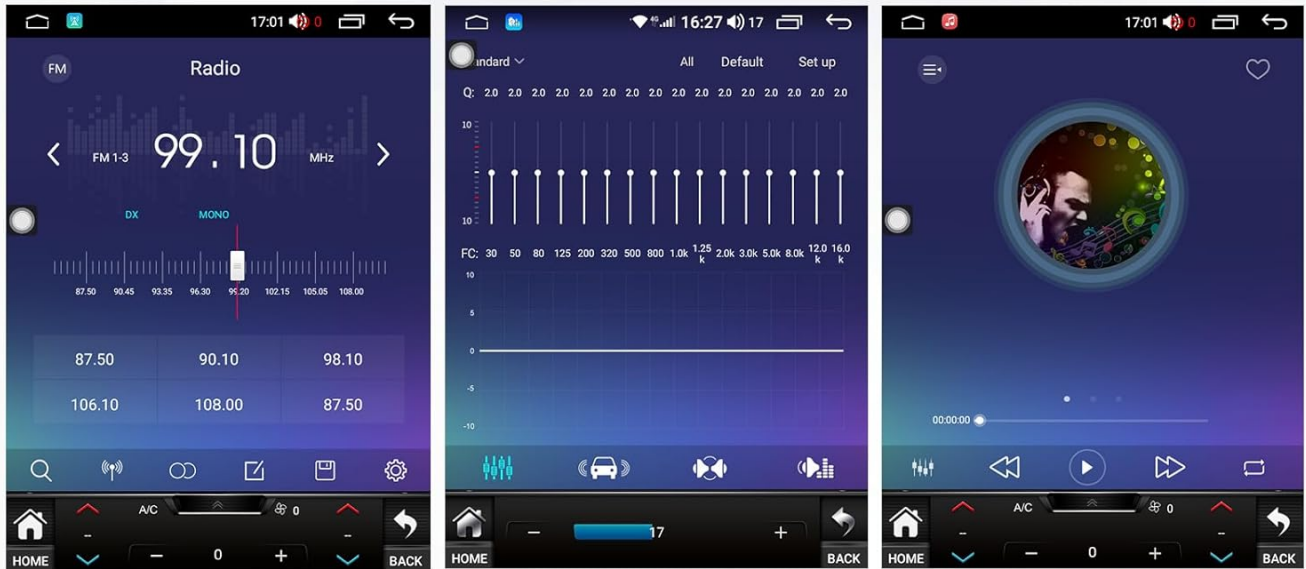 17:01 0
FM
Radio
FM 1-3
99.10
MHz
DX
MONO
87.50 90.45 93.35 96.30 99.20 102.15 105.05 108.00
87.50 90.10 98.10
106.10 108.00 87.50
A/C
0
--
--
HOME
− 0 +
BACK
4G 16:27 17
ndard
All Default Set up
Q: 2.0 2.0 2.0 2.0 2.0 2.0 2.0 2.0 2.0 2.0 2.0 2.0 2.0 2.0 2.0 2.0
10
10
FC: 30 50 80 125 200 320 500 800 1.0k 1.25k 2.0k 3.0k 5.0k 8.0k 12.0k 16.0k
10
5
0
-5
-10
− 17 +
HOME
BACK
17:01 0
00:00:00
A/C
0
--
--
HOME
− 0 +
BACK